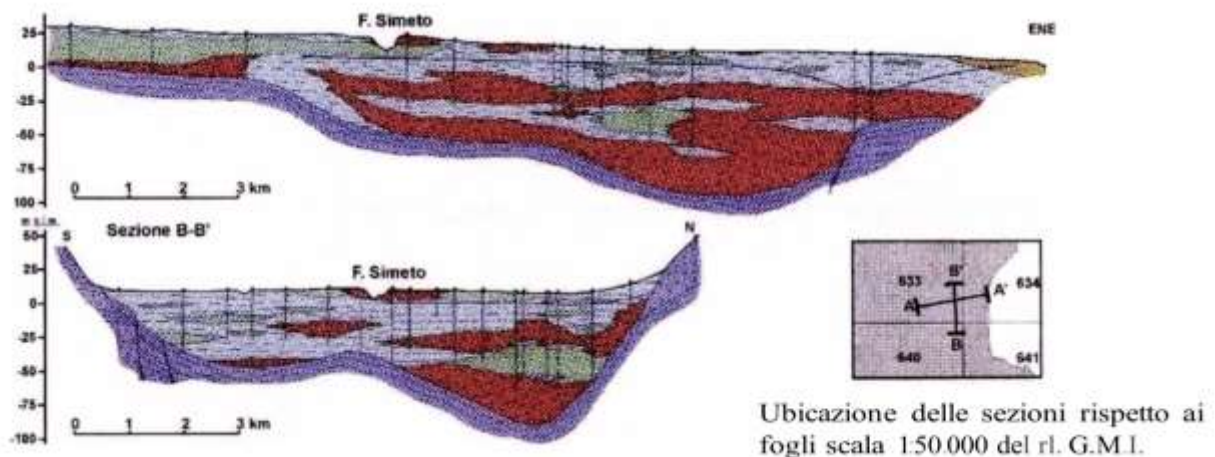 F. Simeto
ENE
25
0
-25
-50
-75
100
0 1 2 3 km
m s.l.m.
50
S
Sezione B-B'
N
F. Simeto
25
0
-25
-50
-75
-100
0 1 2 3 km
633
B'
634
A
A'
B
640
641
Ubicazione delle sezioni rispetto ai
fogli scala 1:50.000 del rl. G.M.I.